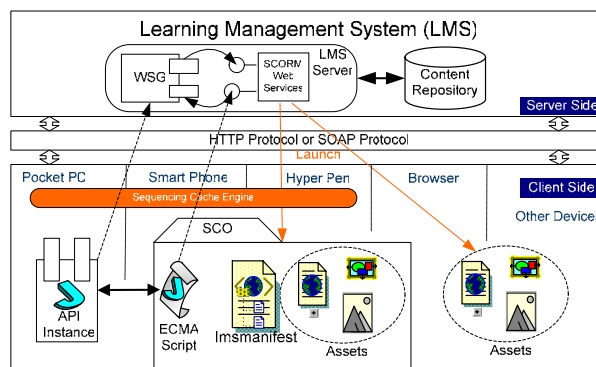 Learning Management System (LMS)
WSG
SCORM
Web
Services
LMS
Server
Content
Repository
Server Side
HTTP Protocol or SOAP Protocol
Launch
Pocket PC
Smart Phone
Hyper Pen
Browser
Client Side
Sequencing Cache Engine
Other Devices
SCO
API
Instance
ECMA
Script
Imsmanifest
Assets
Assets